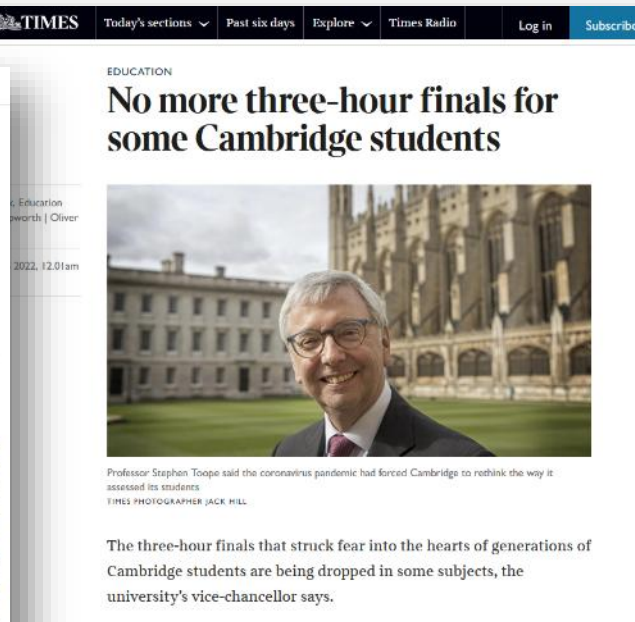 TIMES
Today's sections
Past six days
Explore
Times Radio
Log in
Subscribe
EDUCATION
No more three-hour finals for
some Cambridge students
Education
worth | Oliver
2022, 12.01am
Professor Stephen Toope said the coronavirus pandemic had forced Cambridge to rethink the way it
assessed its students
TIMES PHOTOGRAPHER JACK HILL
The three-hour finals that struck fear into the hearts of generations of
Cambridge students are being dropped in some subjects, the
university's vice-chancellor says.